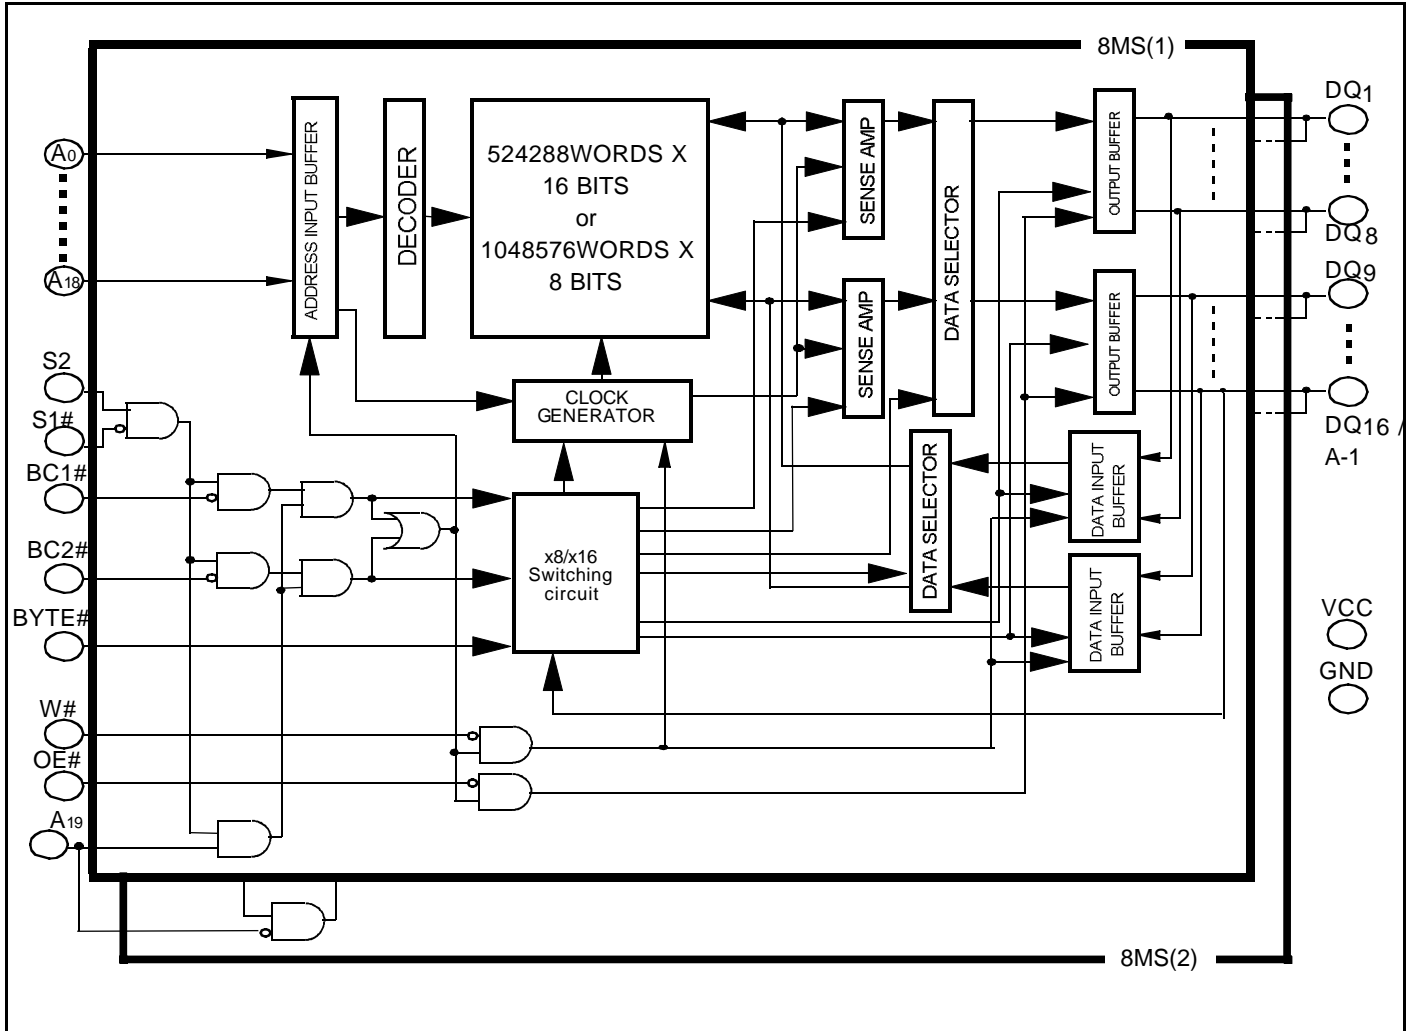 8MS(1)
A0
A18
S2
S1#
BC1#
BC2#
BYTE#
W#
OE#
A19
ADDRESS INPUT BUFFER
DECODER
524288WORDS X
16 BITS
or
1048576WORDS X
8 BITS
CLOCK
GENERATOR
x8/x16
Switching
circuit
SENSE AMP
SENSE AMP
DATA SELECTOR
DATA SELECTOR
OUTPUT BUFFER
OUTPUT BUFFER
DATA INPUT
BUFFER
DATA INPUT
BUFFER
DQ1
DQ8
DQ9
DQ16 /
A-1
VCC
GND
8MS(2)